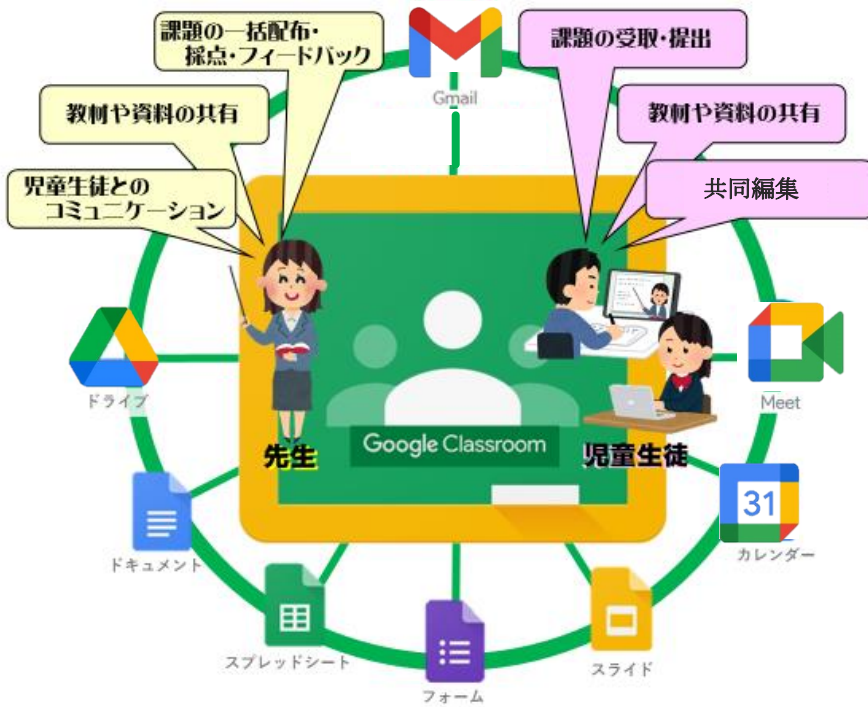 課題の一括配布・
採点・フィードバック
教材や資料の共有
児童生徒との
コミュニケーション
Gmail
課題の受取・提出
教材や資料の共有
共同編集
ドライブ
先生
Google Classroom
児童生徒
Meet
31
カレンダー
ドキュメント
スプレッドシート
フォーム
スライド